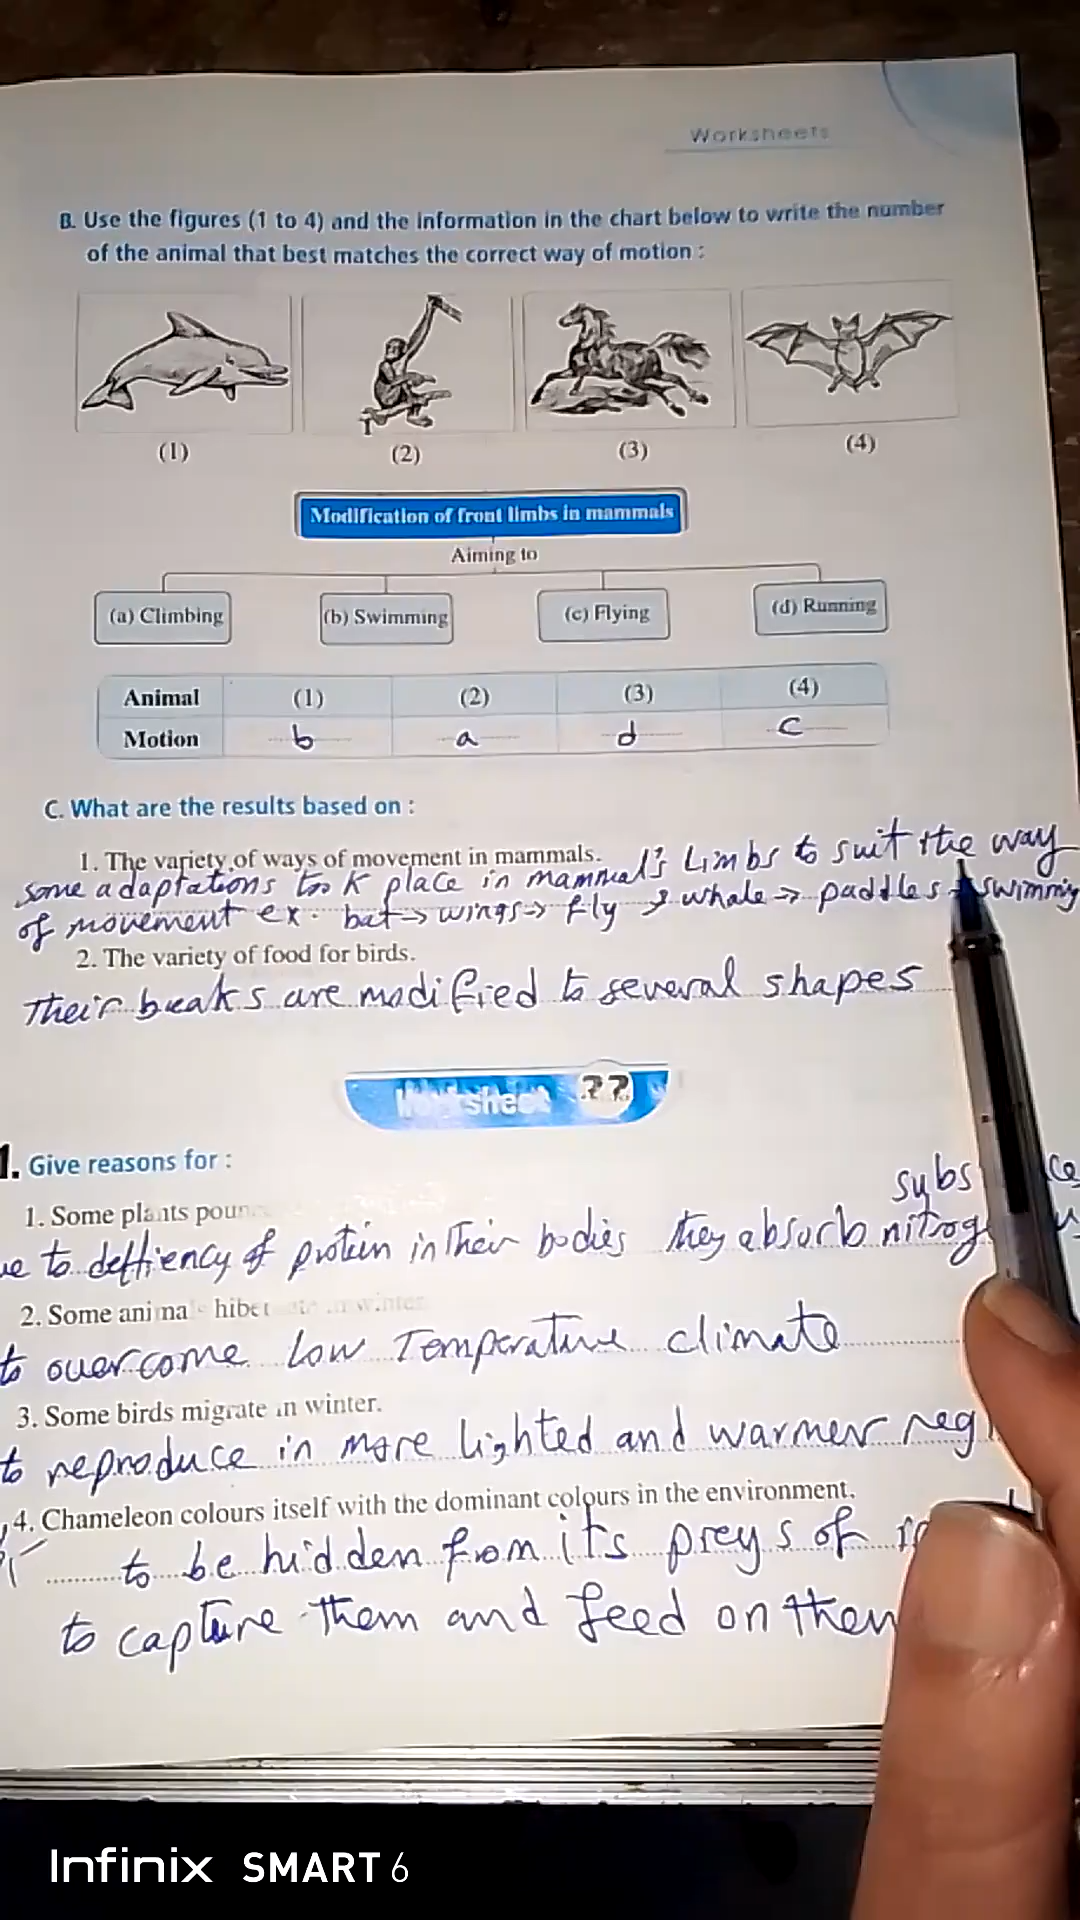 Worksheets
B. Use the figures (1 to 4) and the information in the chart below to write the number
of the animal that best matches the correct way of motion :
(1) (2) (3) (4)
Modification of front limbs in mammals
Aiming to
(a) Climbing (b) Swimming (c) Flying (d) Running
Animal (1) (2) (3) (4)
Motion b a d c
C. What are the results based on :
1. The variety of ways of movement in mammals.
some adaptations took place in mammal's Limbs to suit the way
of movement ex. bat → wings → fly , whale → paddles → swimming
2. The variety of food for birds.
Their beaks are modified to several shapes
Worksheet
1. Give reasons for :
1. Some plants
subs
to deffiency of protein in Their bodies they absorb nitrog
2. Some animals hibernate in winter
to overcome Low Temperature climate
3. Some birds migrate in winter.
to reproduce in more lighted and warmer reg
4. Chameleon colours itself with the dominant colours in the environment.
to be hidden from its preys of
to capture them and feed on them
Infinix SMART 6